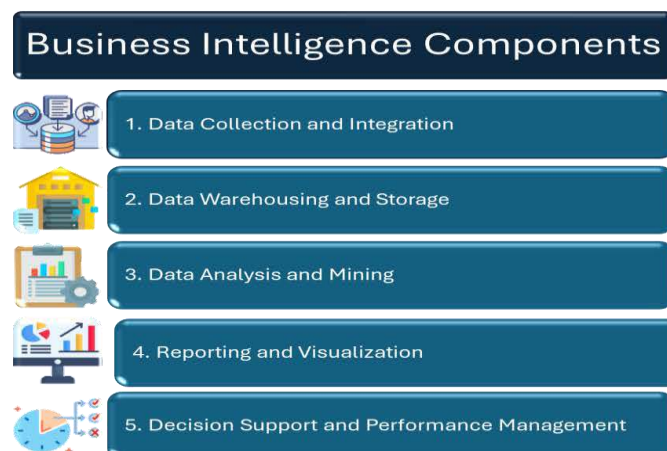 Business Intelligence Components
1. Data Collection and Integration
2. Data Warehousing and Storage
3. Data Analysis and Mining
4. Reporting and Visualization
5. Decision Support and Performance Management